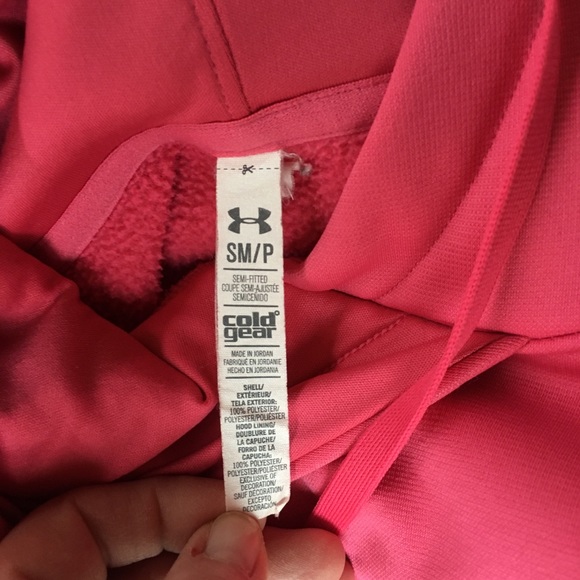 SM/P
SEMI-FITTED
COUPE SEMI-AJUSTÉE
SEMICEÑIDO
cold
gear
MADE IN JORDAN
FABRIQUÉ EN JORDANIE
HECHO EN JORDANIA
SHELL/
EXTÉRIEUR/
TELA EXTERIOR:
100% POLYESTER/
POLYESTER/POLIÉSTER
HOOD LINING/
DOUBLURE DE
LA CAPUCHE/
FORRO DE LA
CAPUCHA:
100% POLYESTER/
POLYESTER/POLIÉSTER
EXCLUSIVE OF
DECORATION/
SAUF DÉCORATION/
EXCEPTO
DECORACIÓN